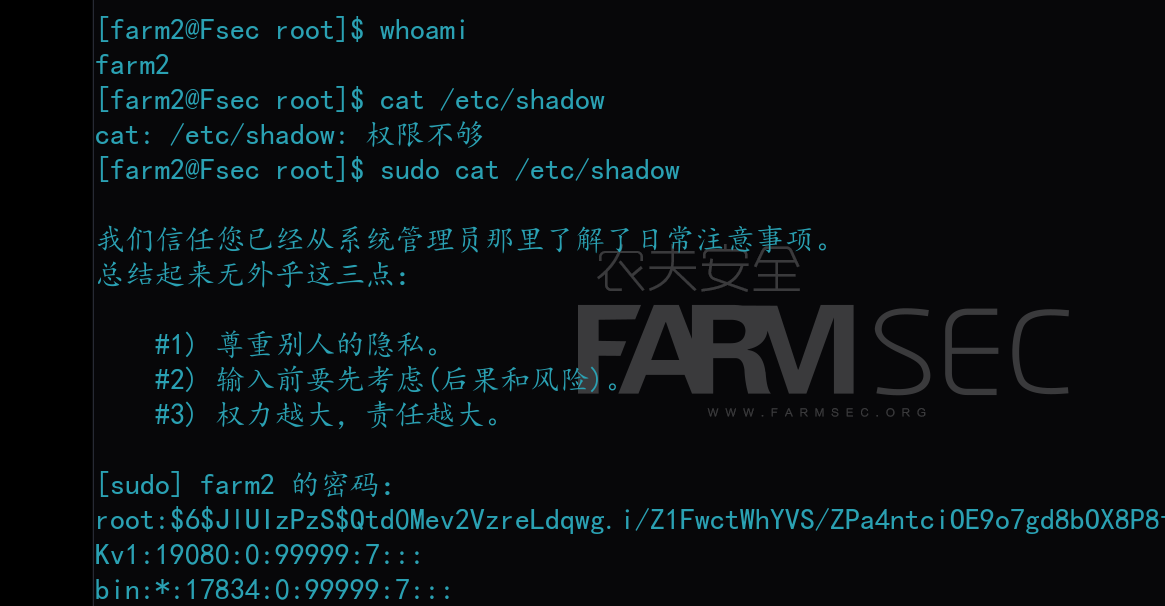 [farm2@Fsec root]$ whoami
farm2
[farm2@Fsec root]$ cat /etc/shadow
cat: /etc/shadow: 权限不够
[farm2@Fsec root]$ sudo cat /etc/shadow
我们信任您已经从系统管理员那里了解了日常注意事项。
总结起来无外乎这三点:
#1) 尊重别人的隐私。
#2) 输入前要先考虑(后果和风险)。
#3) 权力越大, 责任越大。
[sudo] farm2 的密码:
root:$6$JlUIzPzS$Qtd0Mev2VzreLdqwg.i/Z1FwctWhYVS/ZPa4ntci0E9o7gd8b0X8P8
Kv1:19080:0:99999:7:::
bin:*:17834:0:99999:7:::
农夫安全
FARMSEC
WWW.FARMSEC.ORG